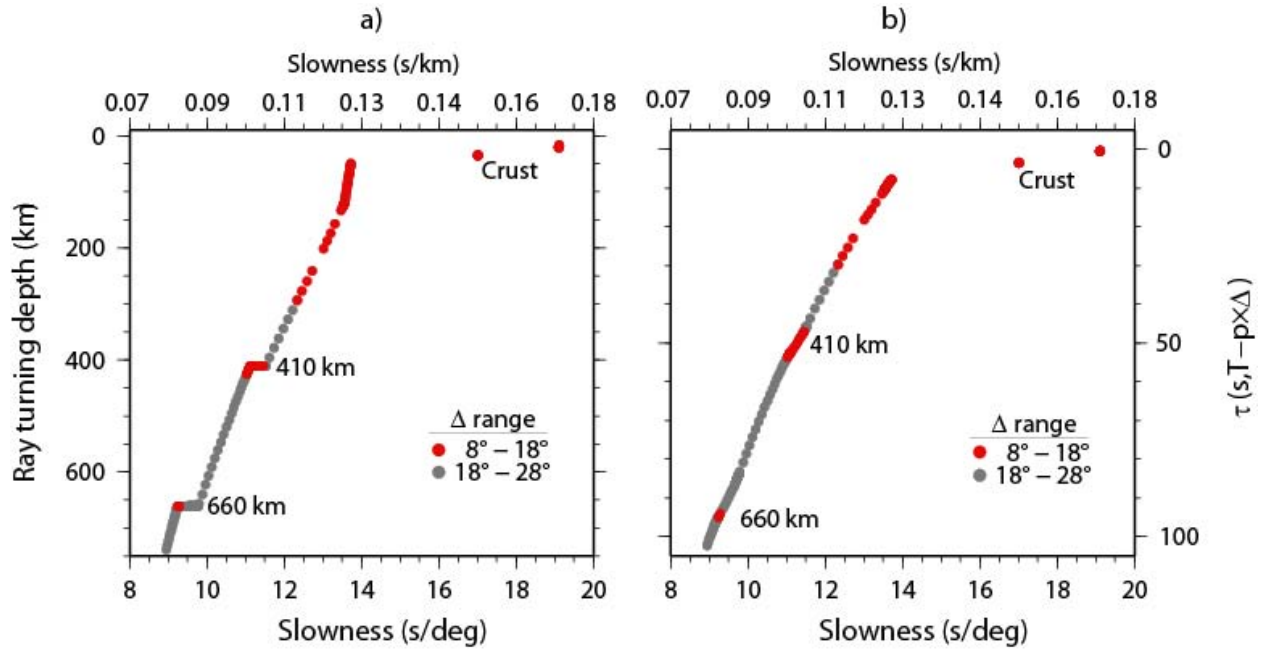 a)
Slowness (s/km)
0.07 0.09 0.11 0.13 0.14 0.16 0.18
Ray turning depth (km)
0
200
400
600
Crust
410 km
Δ range
8° – 18°
18° – 28°
660 km
8 10 12 14 16 18 20
Slowness (s/deg)
b)
Slowness (s/km)
0.07 0.09 0.11 0.13 0.14 0.16 0.18
0
50
100
τ (s,T–p×Δ)
Crust
410 km
Δ range
8° – 18°
18° – 28°
660 km
8 10 12 14 16 18 20
Slowness (s/deg)